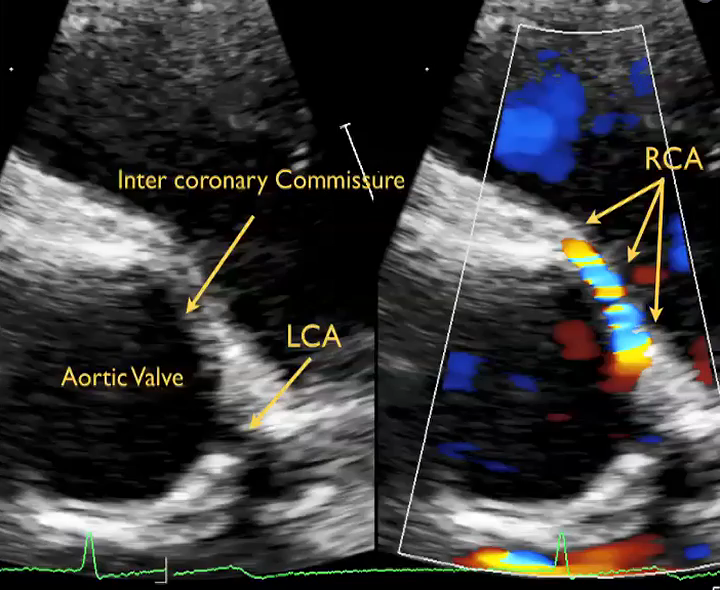 Inter coronary Commissure
RCA
LCA
Aortic Valve